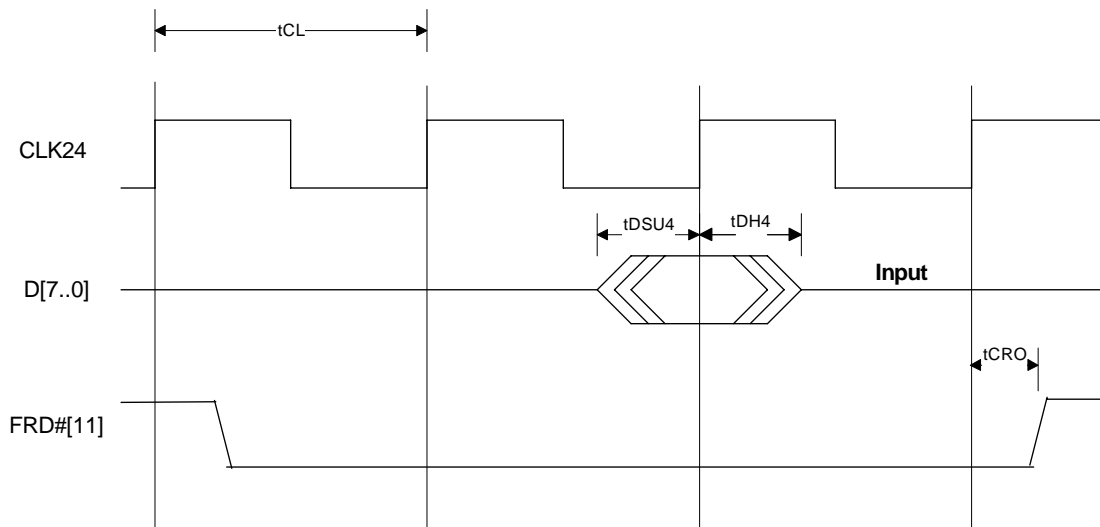 tCL
CLK24
tDSU4 tDH4
D[7..0]
Input
tCRO
FRD#[11]